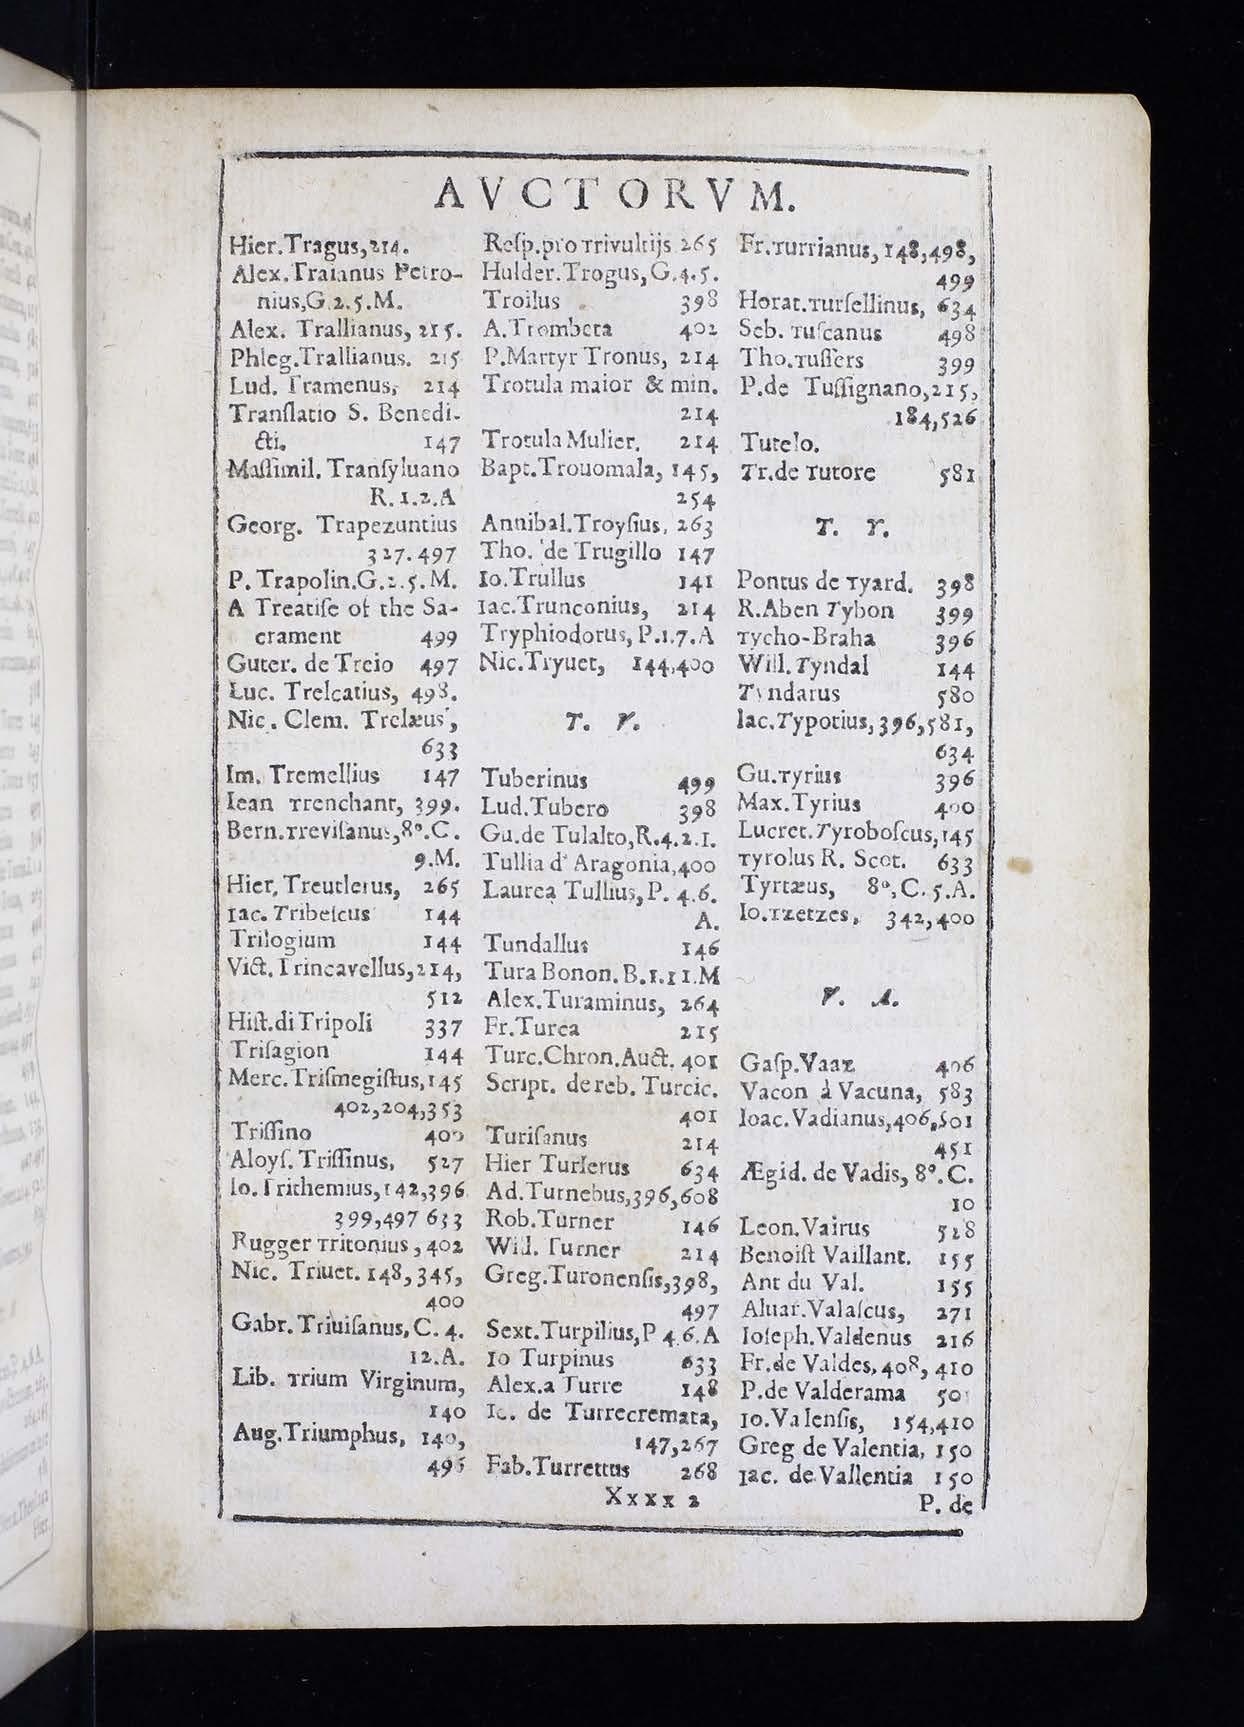 AVCTORVM.
Hier.Tragus,214.
Alex.Traianus Petro-
nius,G.2.5.M.
Alex. Trallianus, 215.
Phleg.Trallianus. 215
Lud. Tramenus, 214
Tranſlatio S. Benedi-
cti. 147
Maſſimil. Tranſyluano
R.1.2.A
Georg. Trapezuntius
327.497
P. Trapolin.G.2.5.M.
A Treatiſe of the Sa-
crament 499
Guter. de Treio 497
Luc. Trelcatius, 498.
Nic. Clem. Trelæus,
633
Im. Tremellius 147
Iean Trenchant, 399.
Bern.Treviſanus,8°.C.
9.M.
Hier. Treutlerus, 265
Iac. Tribeſcus 144
Trilogium 144
Vict. Trincavellus,214,
512
Hiſt.di Tripoli 337
Triſagion 144
Merc.Triſmegiſtus,145
402,204,353
Triſſino 400
Aloyſ. Triſſinus, 527
Io.Trithemius,142,396
399,497 633
Rugger Tritonius, 402
Nic. Triuet. 148,345,
400
Gabr. Triuiſanus, C. 4.
12.A.
Lib. Trium Virginum,
140
Aug.Triumphus, 140,
495
Reſp.pro Trivultijs 265
Hulder.Trogus, G.4.5.
Troilus 398
A.Trombeta 402
P.Martyr Tronus, 214
Trotula maior & min.
214
Trotula Mulier. 214
Bapt.Trouomala, 145,
254
Annibal.Troyſius, 263
Tho. de Trugillo 147
Io.Trullus 141
Iac.Trunconius, 214
Tryphiodorus, P.1.7.A
Nic.Tryuet, 144,400
T. V.
Tuberinus 499
Lud.Tubero 398
Gu.de Tulalto,R.4.2.1.
Tullia d'Aragonia,400
Laurea Tullius, P. 4.6.
A.
Tundallus 146
Tura Bonon. B.1.11.M
Alex.Turaminus, 264
Fr.Turca 215
Turc.Chron.Auct. 401
Script. de reb. Turcic.
401
Turiſanus 214
Hier Turlerus 634
Ad.Turnebus,396,608
Rob.Turner 146
Will. Turner 214
Greg.Turonenſis,398,
497
Sext.Turpilius,P 4.6.A
Io Turpinus 633
Alex.a Turre 148
Io. de Turrecremata,
147,267
Fab.Turrettus 268
Xxxx 2
Fr.Turrianus, 148,498,
499
Horat.Turſellinus, 634
Seb. Tuſcanus 498
Tho.Tuſſers 399
P.de Tuſſignano,215,
184,526
Tutelo.
Tr.de Tutore 581
T. Y.
Pontus de Tyard. 398
R.Aben Tybon 399
Tycho-Braha 396
Will. Tyndal 144
Tyndarus 580
Iac.Typotius,396,581,
634
Gu.Tyrius 396
Max.Tyrius 400
Lucret.Tyroboſcus,145
Tyrolus R. Scot. 633
Tyrtæus, 8°,C.5.A.
Io.Tzetzes, 342,400
V. A.
Gaſp.Vaaz 406
Vacon à Vacuna, 583
Ioac.Vadianus,406,501
451
Ægid. de Vadis, 8°. C.
10
Leon.Vairus 528
Benoiſt Vaillant. 155
Ant du Val. 155
Aluar.Valaſcus, 271
Ioſeph.Valdenus 216
Fr.de Valdes,408,410
P.de Valderama 501
Io.Valenſis, 154,410
Greg de Valentia, 150
Iac. de Vallentia 150
P. de